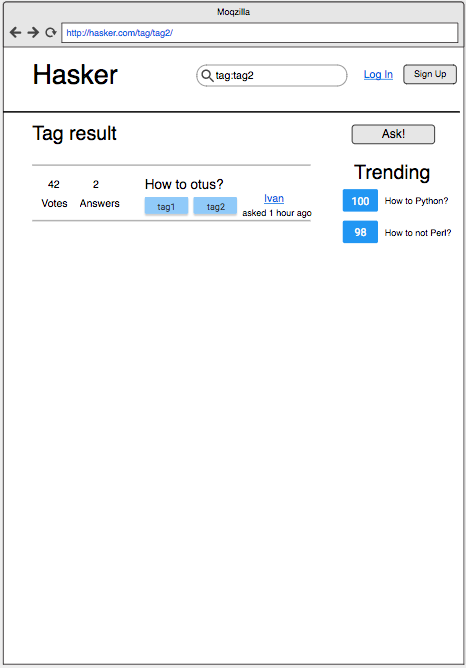 Moqzilla
http://hasker.com/tag/tag2/
Hasker
tag:tag2
Log In
Sign Up
Tag result
Ask!
42
Votes
2
Answers
How to otus?
tag1
tag2
Ivan
asked 1 hour ago
Trending
100 How to Python?
98 How to not Perl?